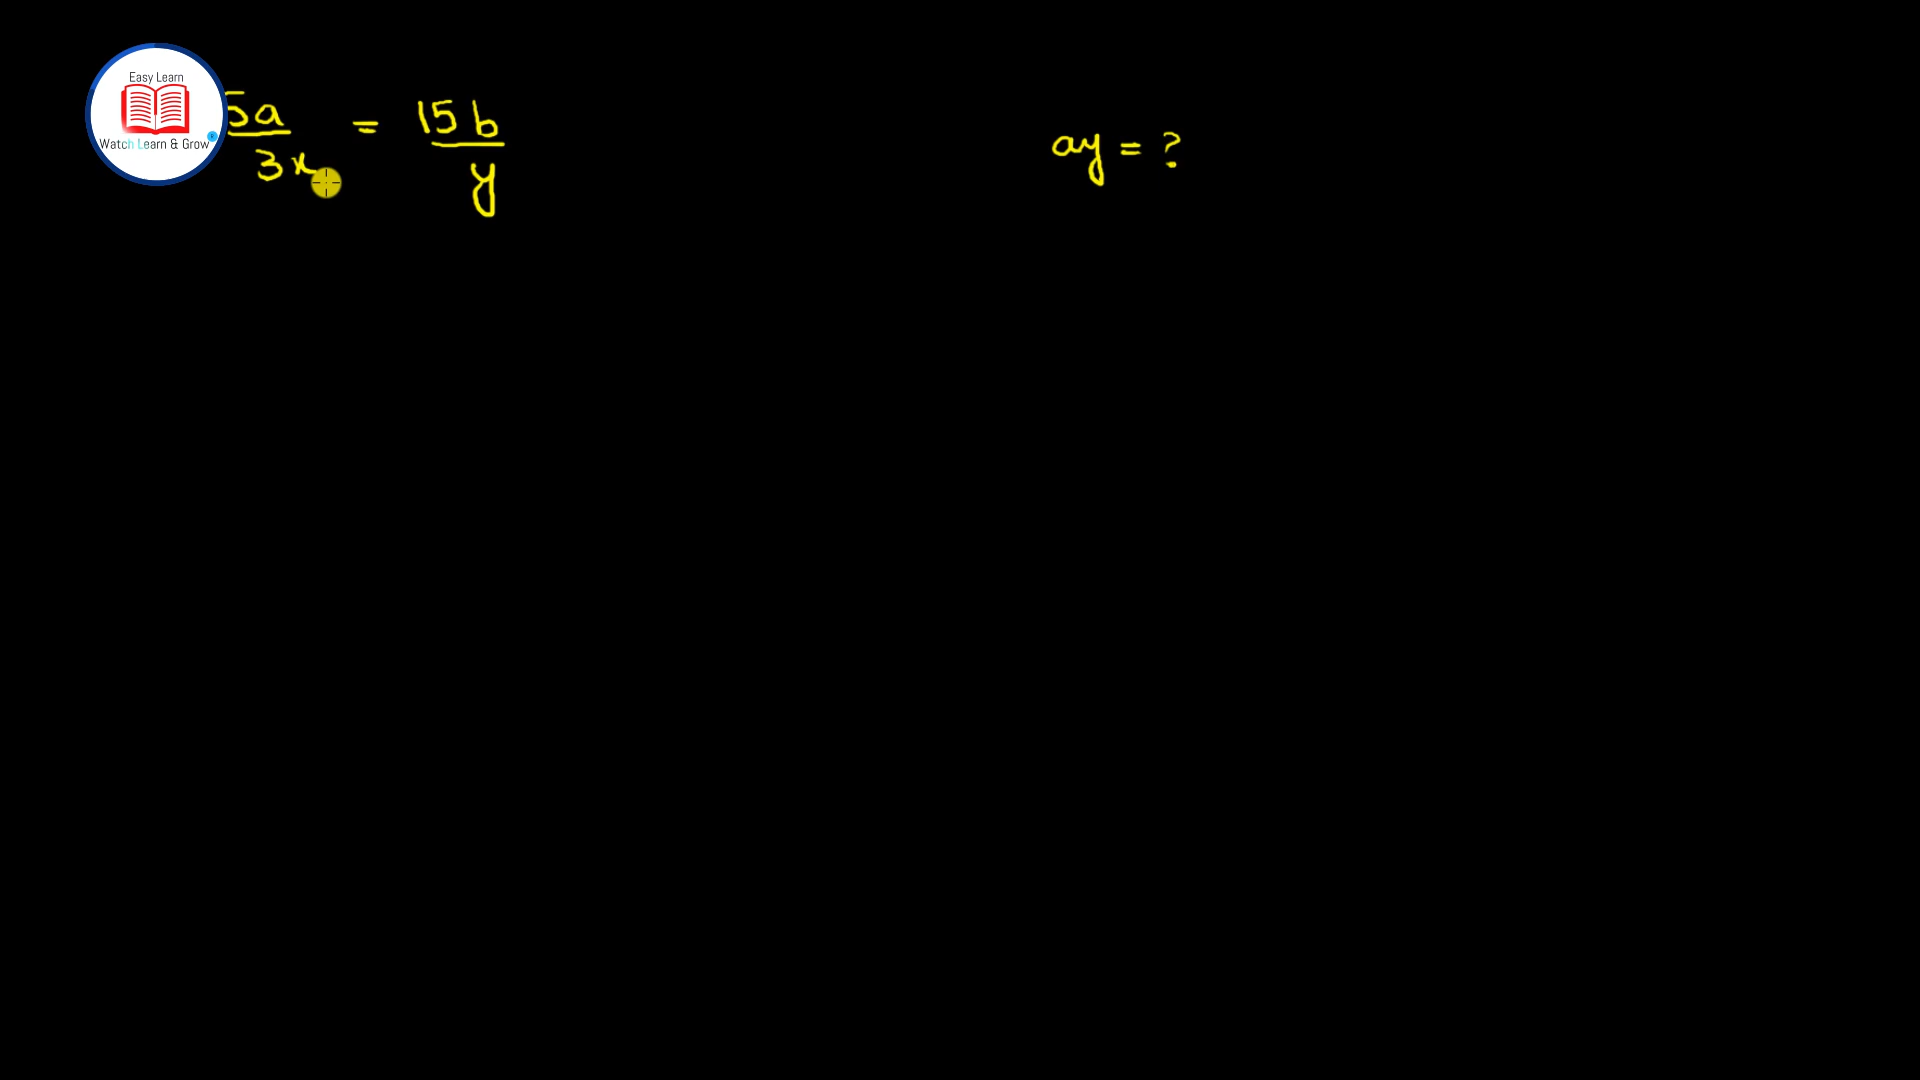 Easy Learn
Watch Learn & Grow
5a/3x = 15b/y
ay = ?